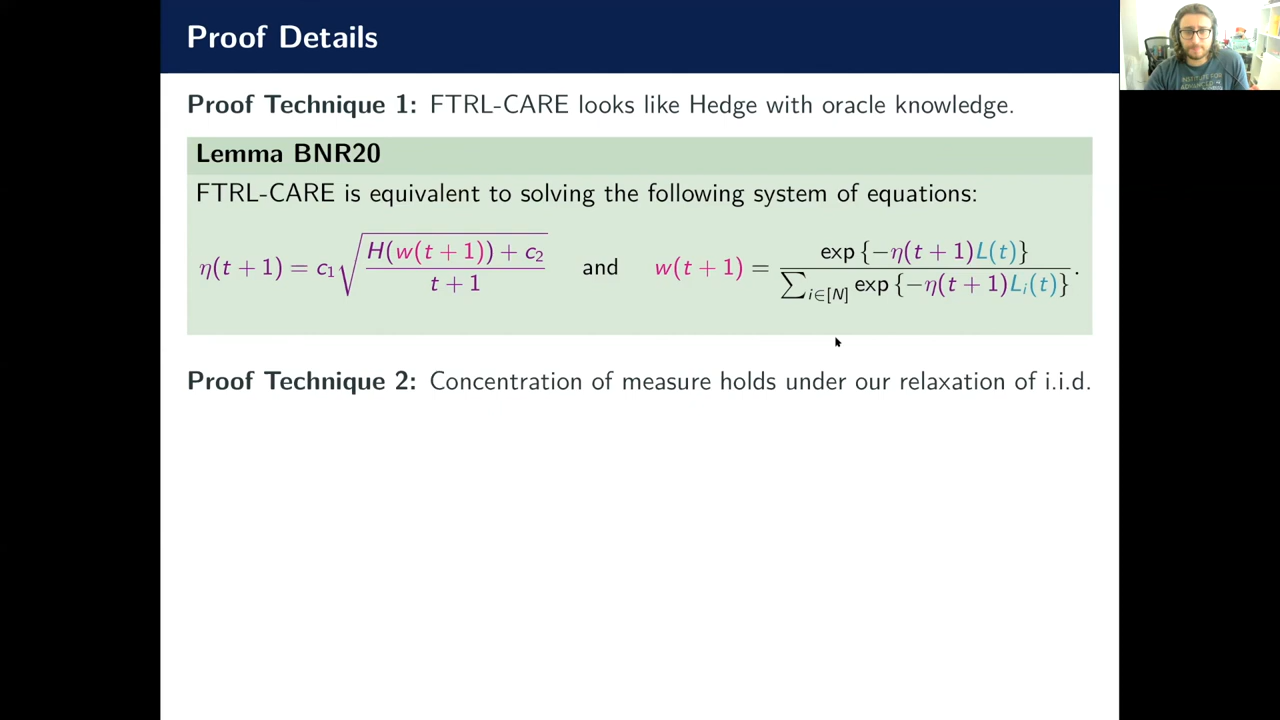 Proof Details
Proof Technique 1: FTRL-CARE looks like Hedge with oracle knowledge.
Lemma BNR20
FTRL-CARE is equivalent to solving the following system of equations:
η(t + 1) = c₁√((H(w(t + 1)) + c₂)/(t + 1)) and w(t + 1) = exp {−η(t + 1)L(t)} / ∑_{i∈[N]} exp {−η(t + 1)Lᵢ(t)}.
Proof Technique 2: Concentration of measure holds under our relaxation of i.i.d.